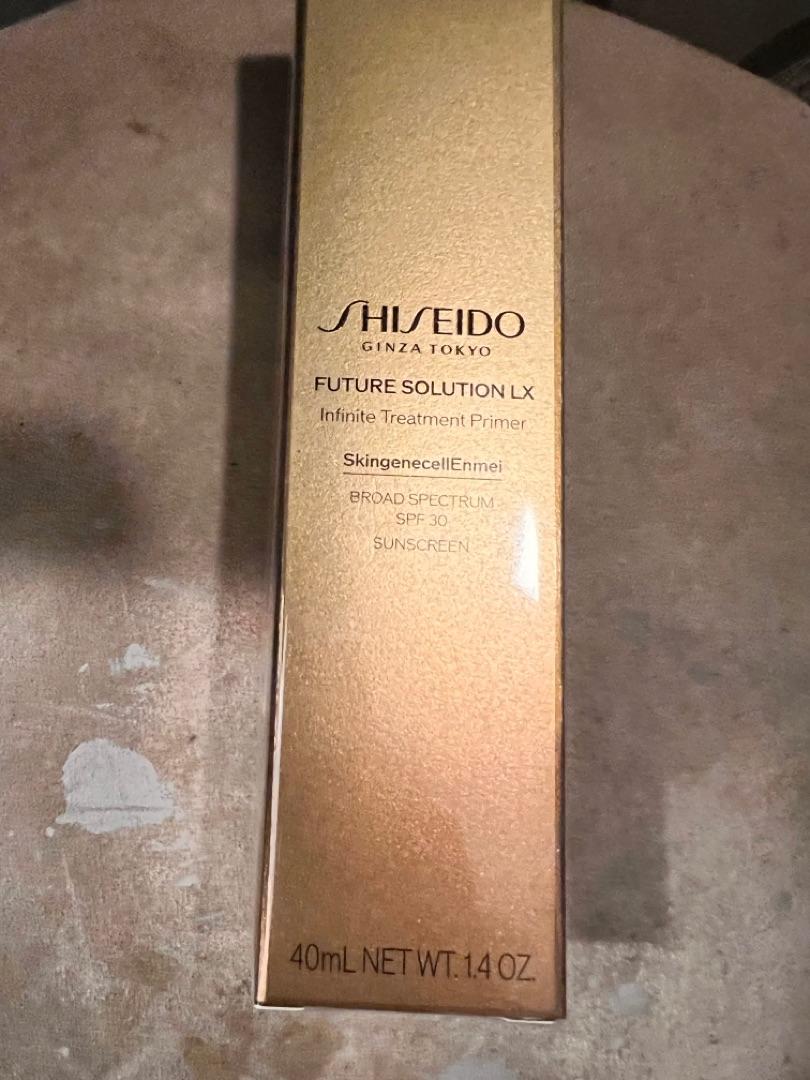 SHISEIDO
GINZA TOKYO
FUTURE SOLUTION LX
Infinite Treatment Primer
SkingenecellEnmei
BROAD SPECTRUM
SPF 30
SUNSCREEN
40mL NET WT. 1.4 OZ.